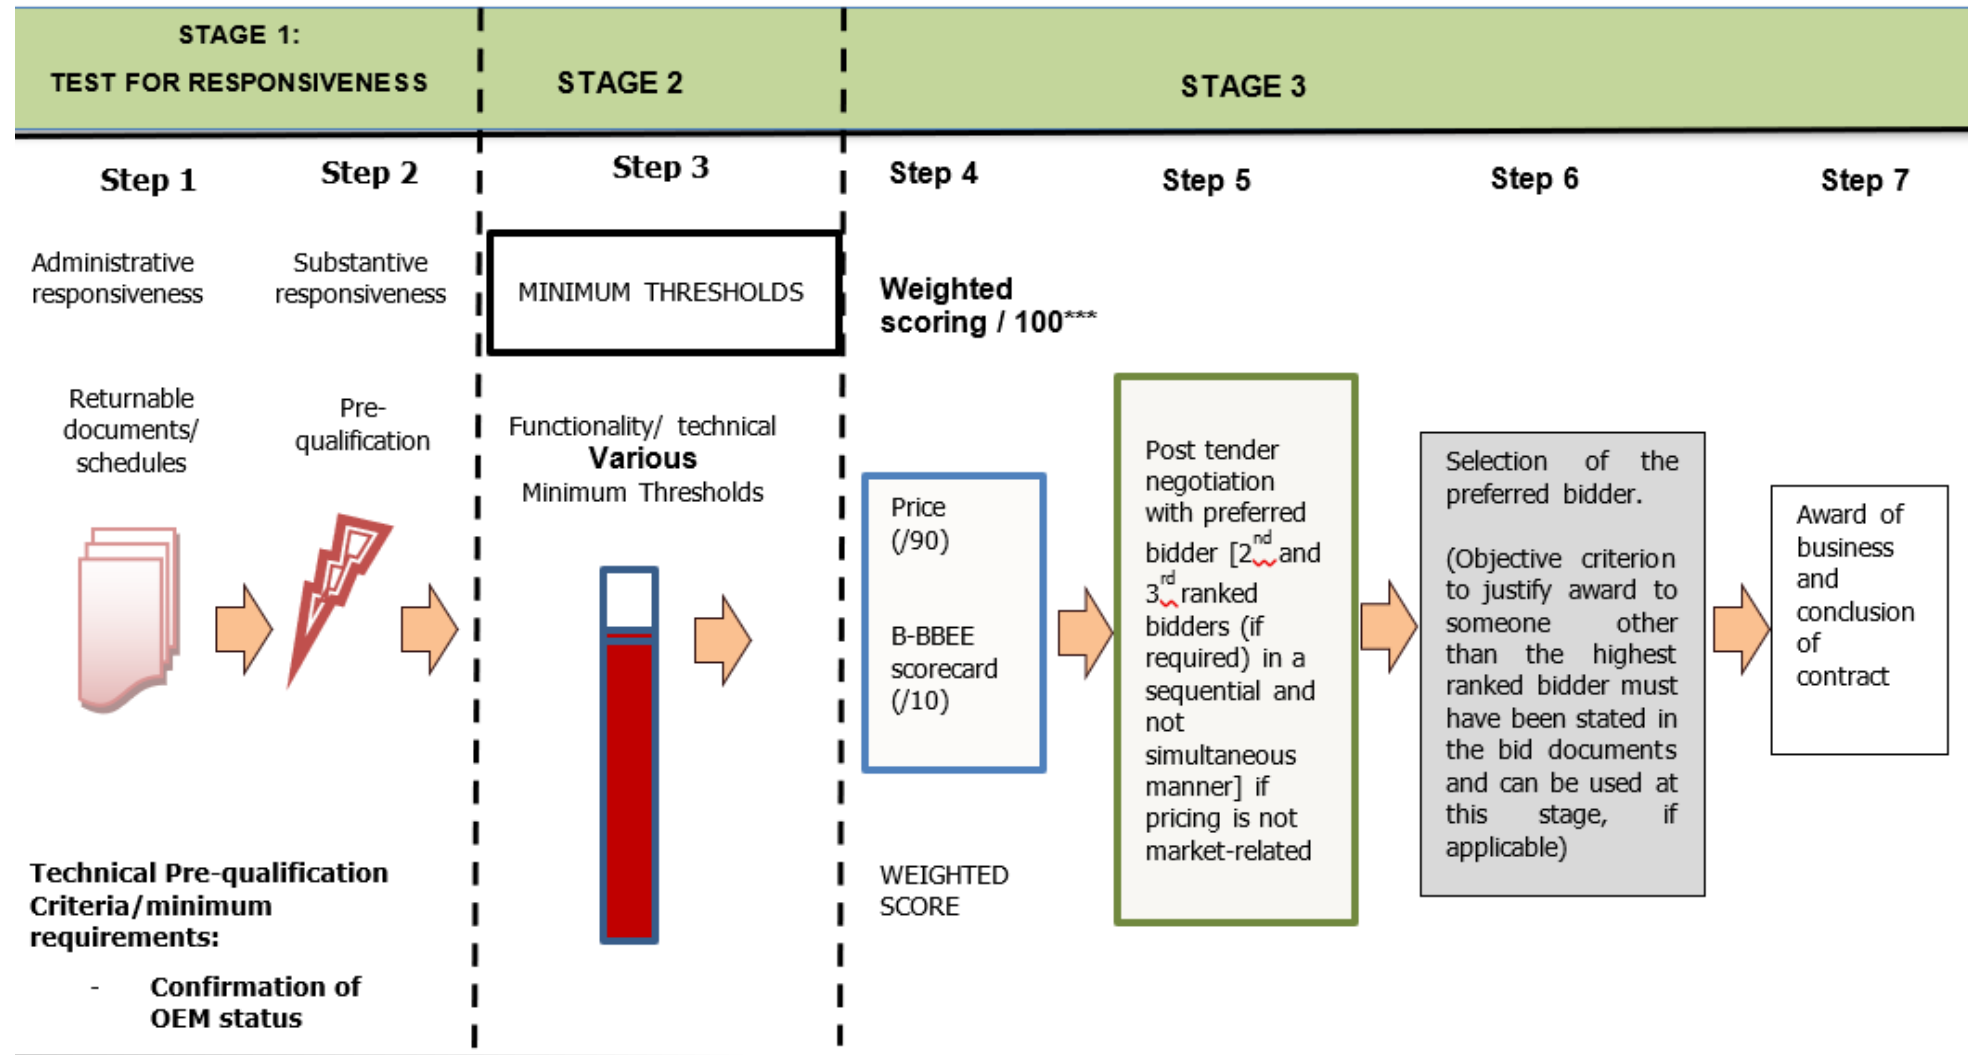 STAGE 1:
TEST FOR RESPONSIVENESS
STAGE 2
STAGE 3
Step 1
Step 2
Step 3
Step 4
Step 5
Step 6
Step 7
Administrative
responsiveness
Substantive
responsiveness
MINIMUM THRESHOLDS
Weighted
scoring / 100***
Returnable
documents/
schedules
Pre-
qualification
Functionality/ technical
Various
Minimum Thresholds
Price
(/90)
B-BBEE
scorecard
(/10)
WEIGHTED
SCORE
Post tender
negotiation
with preferred
bidder [2nd and
3rd ranked
bidders (if
required) in a
sequential and
not
simultaneous
manner] if
pricing is not
market-related
Selection of the
preferred bidder.
(Objective criterion
to justify award to
someone other
than the highest
ranked bidder must
have been stated in
the bid documents
and can be used at
this stage, if
applicable)
Award of
business
and
conclusion
of
contract
Technical Pre-qualification
Criteria/minimum
requirements:
- Confirmation of
OEM status